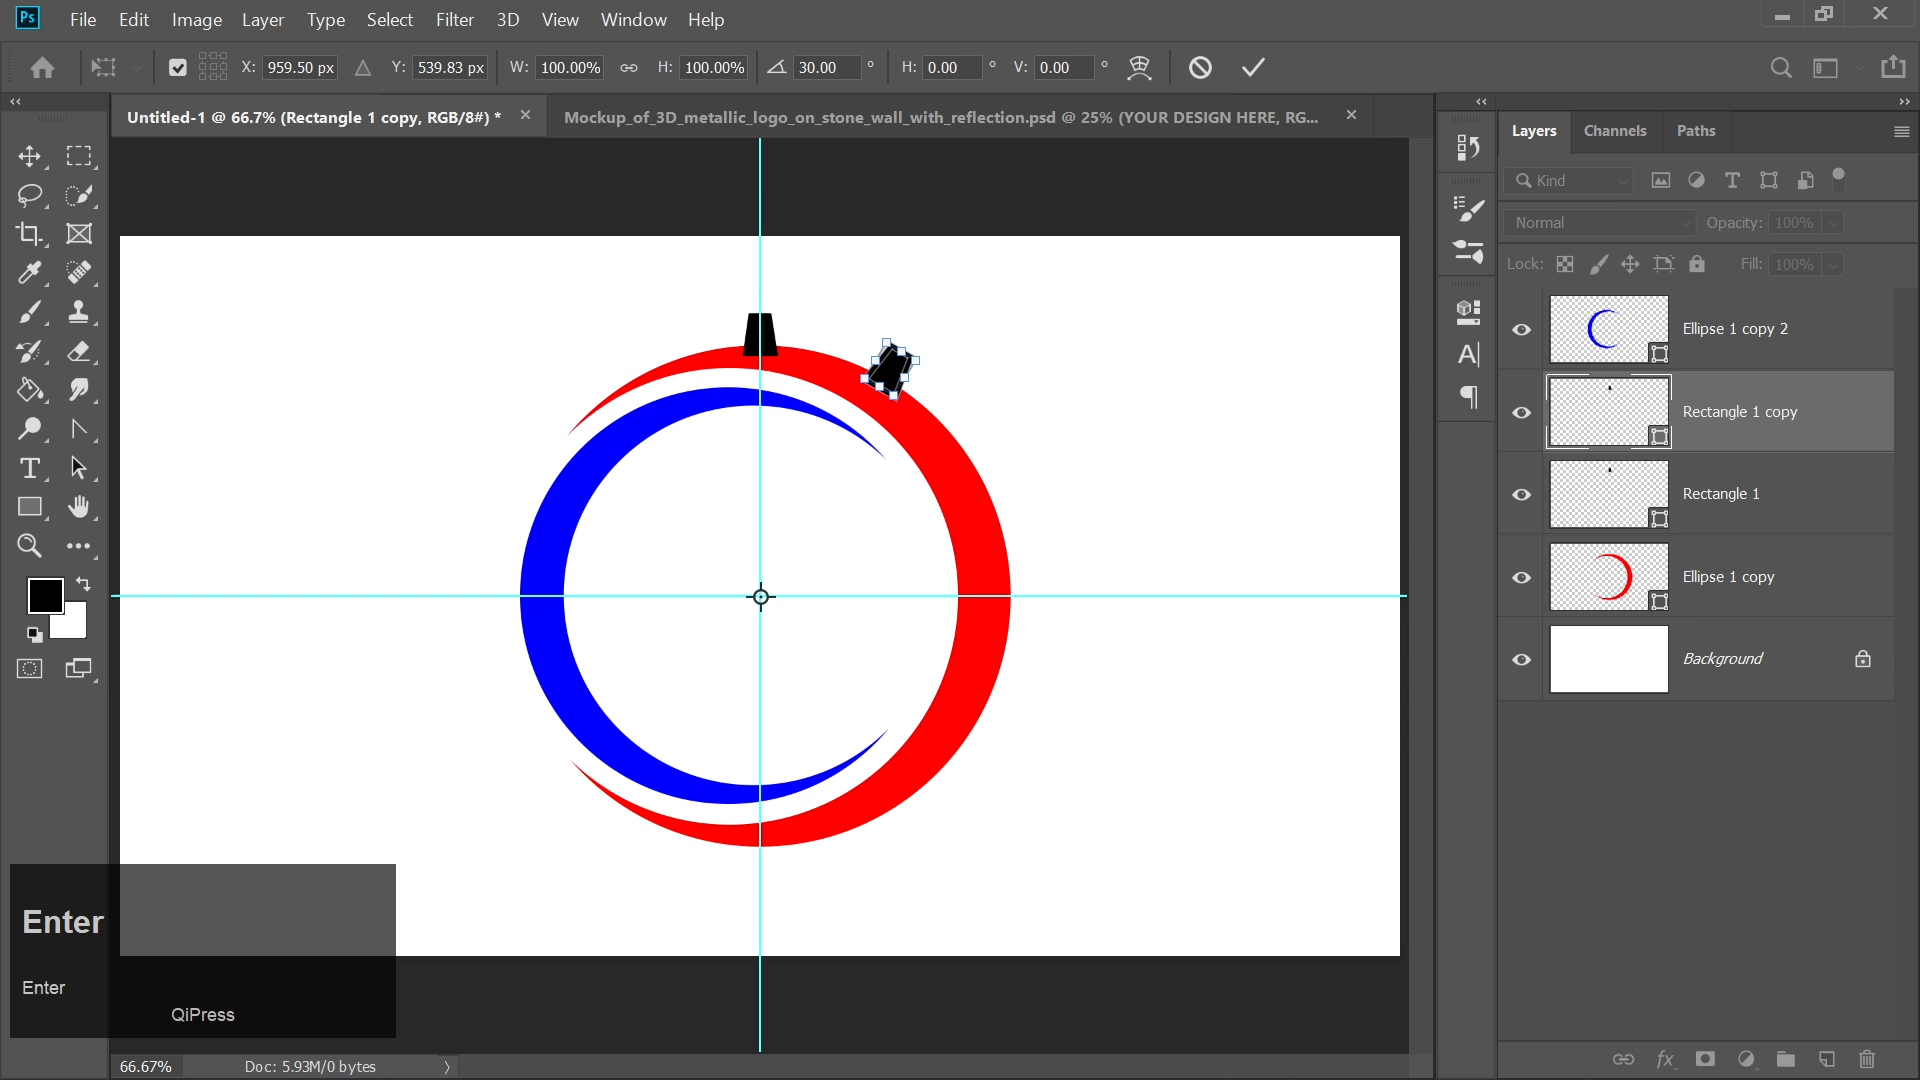 Ps File Edit Image Layer Type Select Filter 3D View Window Help
X: 959.50 px Y: 539.83 px W: 100.00% H: 100.00% 30.00 ° H: 0.00 ° V: 0.00 °
Untitled-1 @ 66.7% (Rectangle 1 copy, RGB/8#) *
Mockup_of_3D_metallic_logo_on_stone_wall_with_reflection.psd @ 25% (YOUR DESIGN HERE, RG...
Layers Channels Paths
Kind
Normal Opacity: 100%
Lock: Fill: 100%
Ellipse 1 copy 2
Rectangle 1 copy
Rectangle 1
Ellipse 1 copy
Background
Enter
Enter
QiPress
66.67% Doc: 5.93M/0 bytes
fx